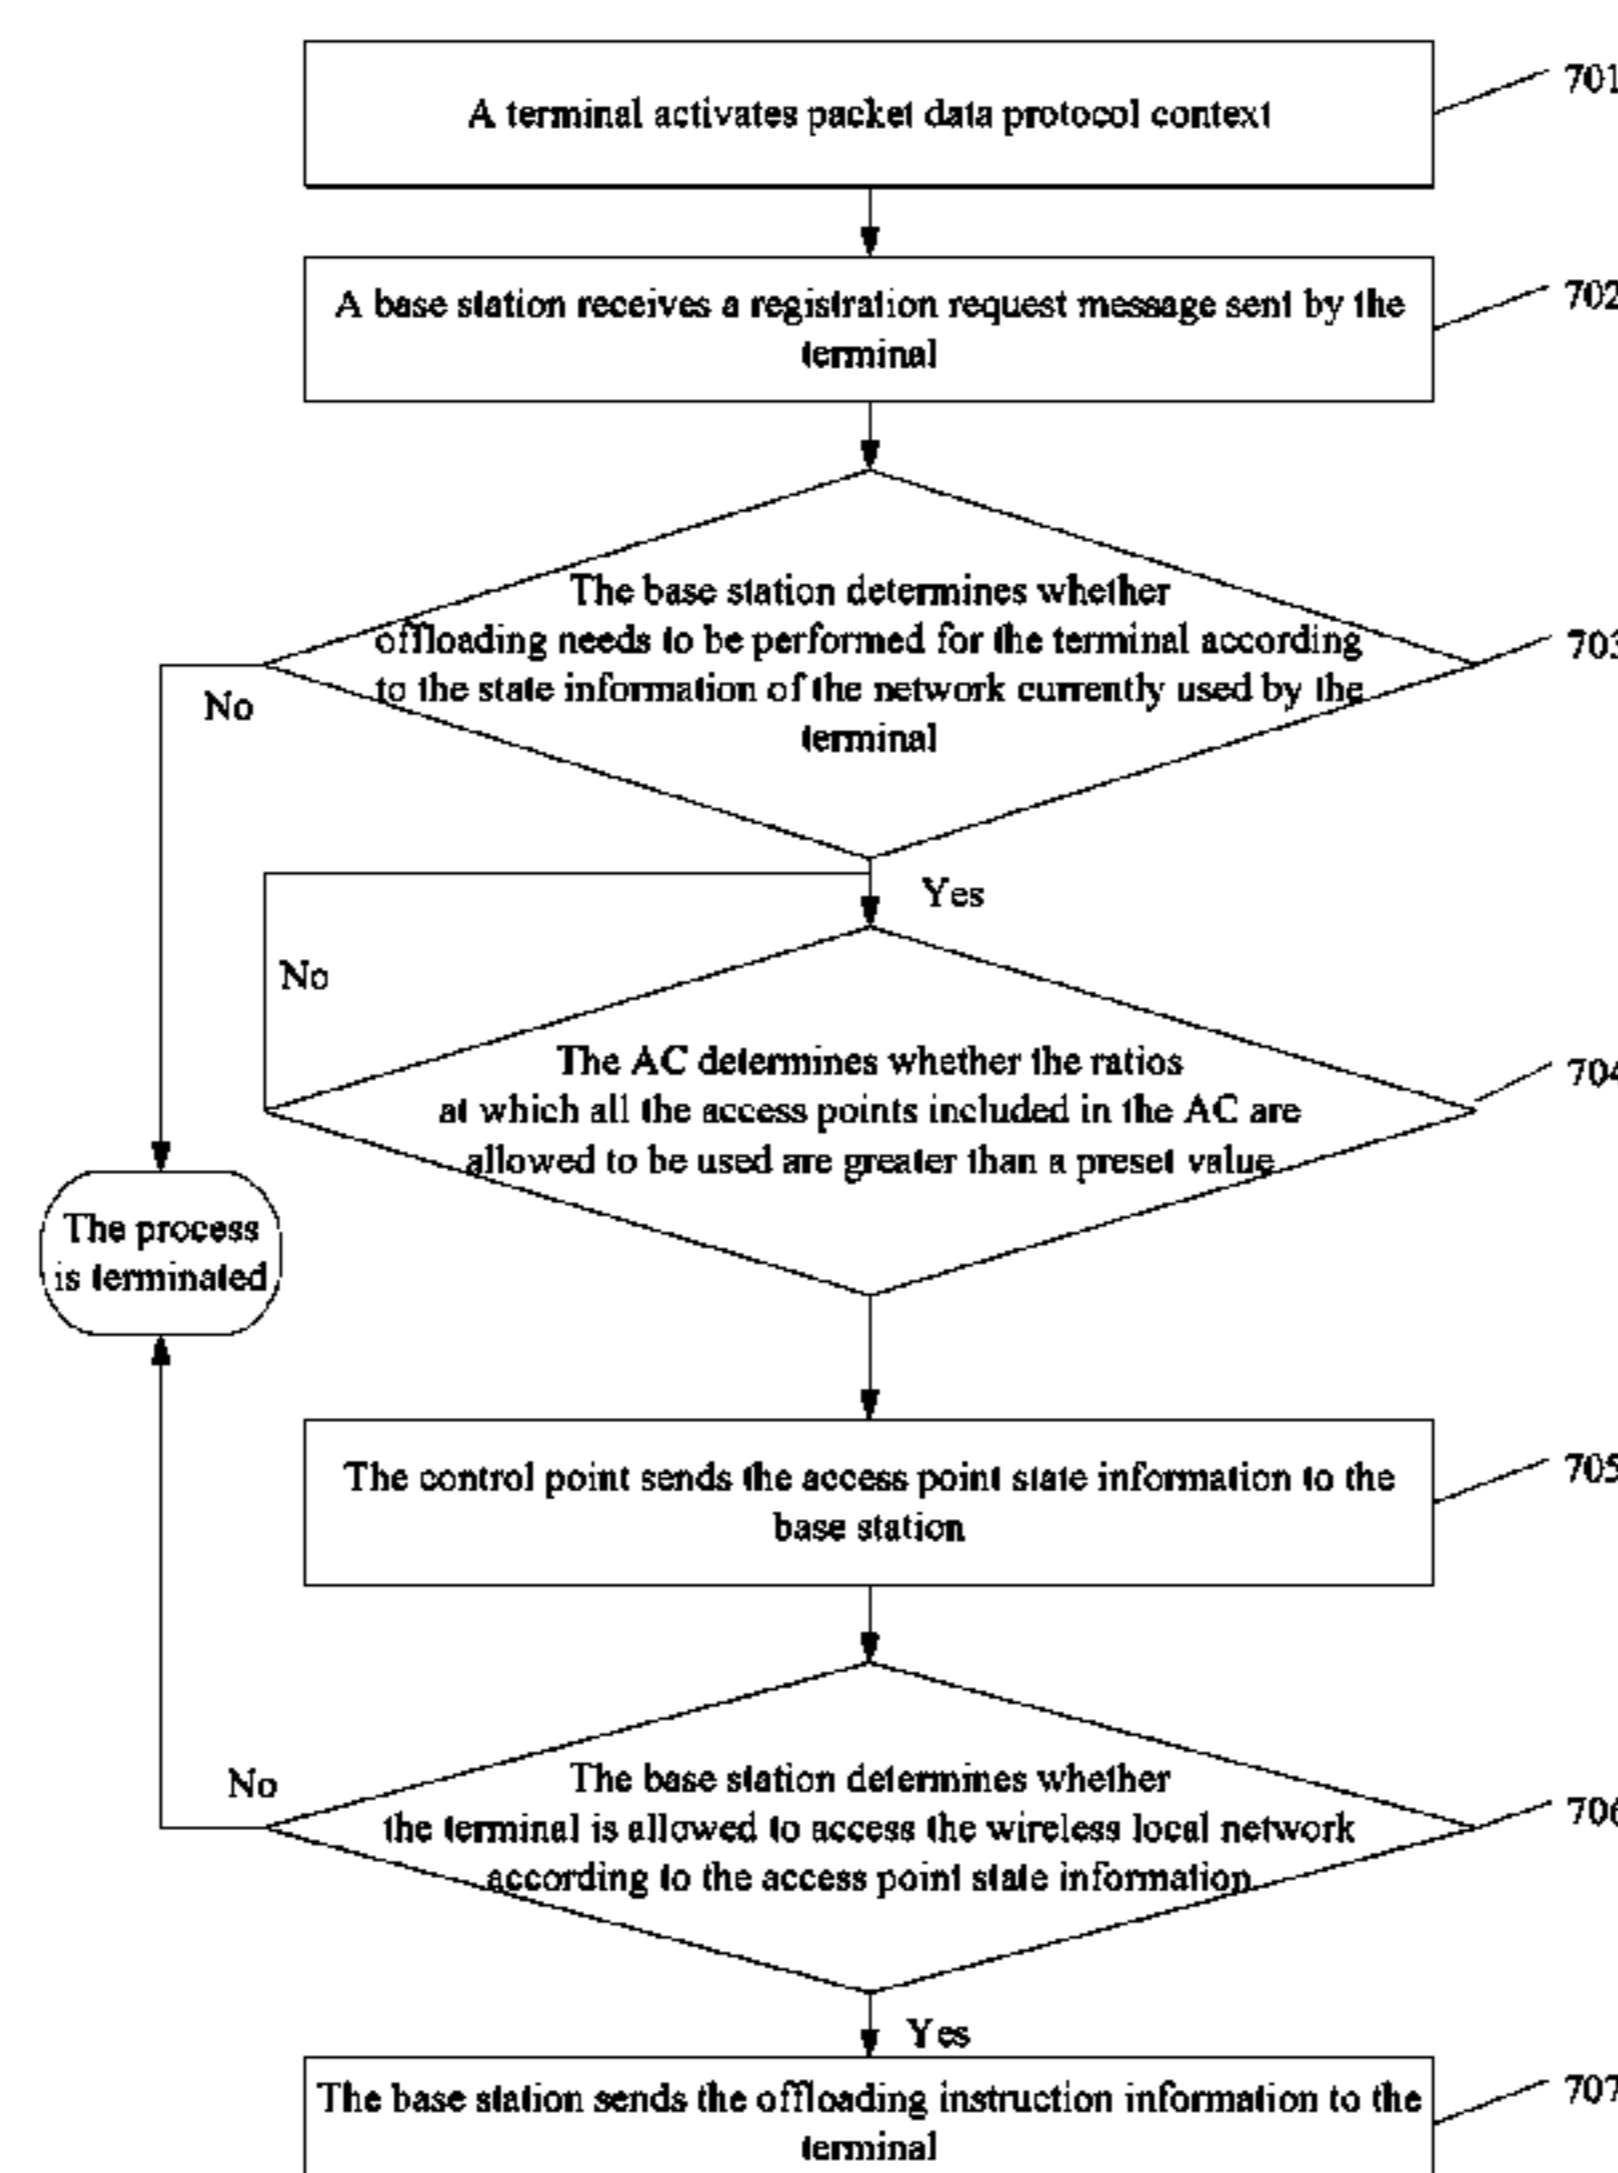 A terminal activates packet data protocol context
701
A base station receives a registration request message sent by the
terminal
702
The base station determines whether
offloading needs to be performed for the terminal according
to the state information of the network currently used by the
terminal
703
No
Yes
No
The AC determines whether the ratios
at which all the access points included in the AC are
allowed to be used are greater than a preset value
704
The process
is terminated
The control point sends the access point state information to the
base station
705
No
The base station determines whether
the terminal is allowed to access the wireless local network
according to the access point state information
706
Yes
The base station sends the offloading instruction information to the
terminal
707